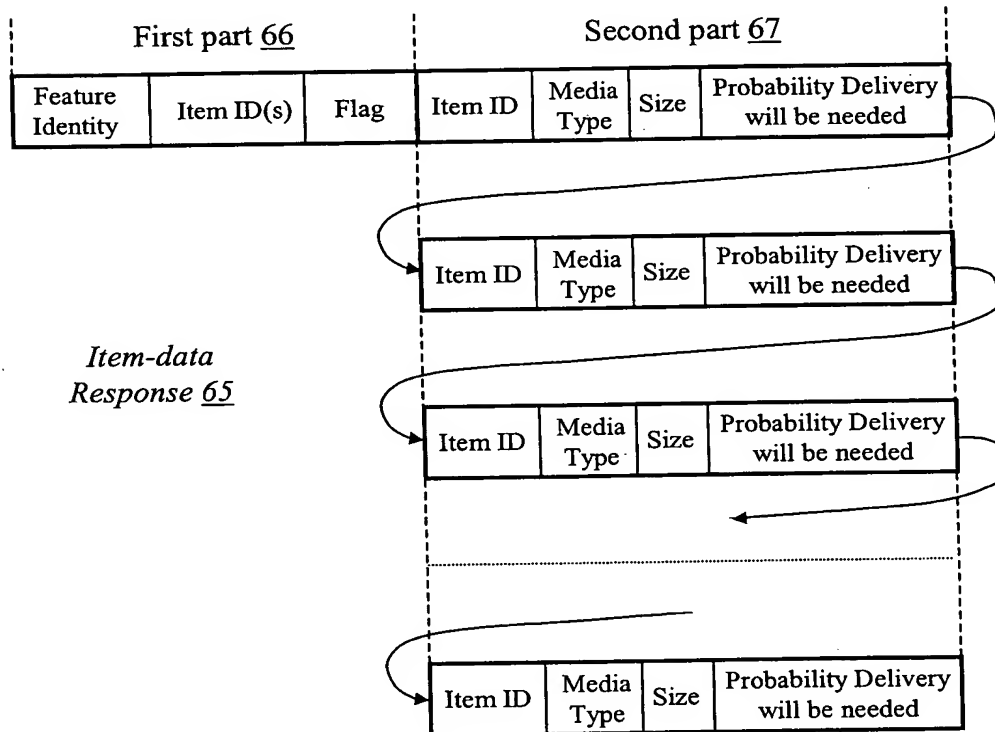 First part 66
Second part 67
Feature Identity
Item ID(s)
Flag
Item ID
Media Type
Size
Probability Delivery will be needed
Item ID
Media Type
Size
Probability Delivery will be needed
Item-data Response 65
Item ID
Media Type
Size
Probability Delivery will be needed
Item ID
Media Type
Size
Probability Delivery will be needed